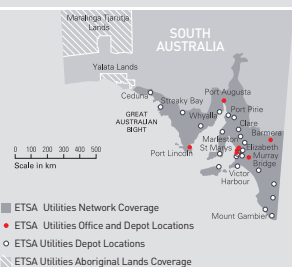 Maralinga Tjarutja
Lands
SOUTH
AUSTRALIA
Yalata Lands
Ceduna
Streaky Bay
Port Augusta
GREAT
AUSTRALIAN
BIGHT
Whyalla
Port Pirie
Clare
Barmera
Marleston
Elizabeth
St Marys
Murray
Bridge
Port Lincoln
Victor
Harbour
0 100 200 300 400 500
Scale in km
Mount Gambier
ETSA Utilities Network Coverage
ETSA Utilities Office and Depot Locations
ETSA Utilities Depot Locations
ETSA Utilities Aboriginal Lands Coverage